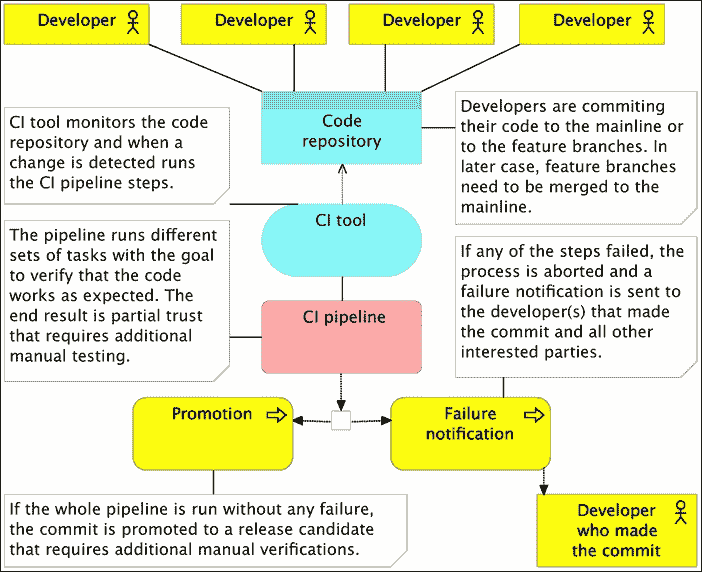 Developer
Developer
Developer
Developer
CI tool monitors the code
repository and when a
change is detected runs
the CI pipeline steps.
Code
repository
Developers are commiting
their code to the mainline or
to the feature branches. In
later case, feature branches
need to be merged to the
mainline.
CI tool
The pipeline runs different
sets of tasks with the goal
to verify that the code
works as expected. The
end result is partial trust
that requires additional
manual testing.
CI pipeline
If any of the steps failed, the
process is aborted and a
failure notification is sent to
the developer(s) that made
the commit and all other
interested parties.
Promotion
Failure
notification
If the whole pipeline is run without any failure,
the commit is promoted to a release candidate
that requires additional manual verifications.
Developer
who made
the commit